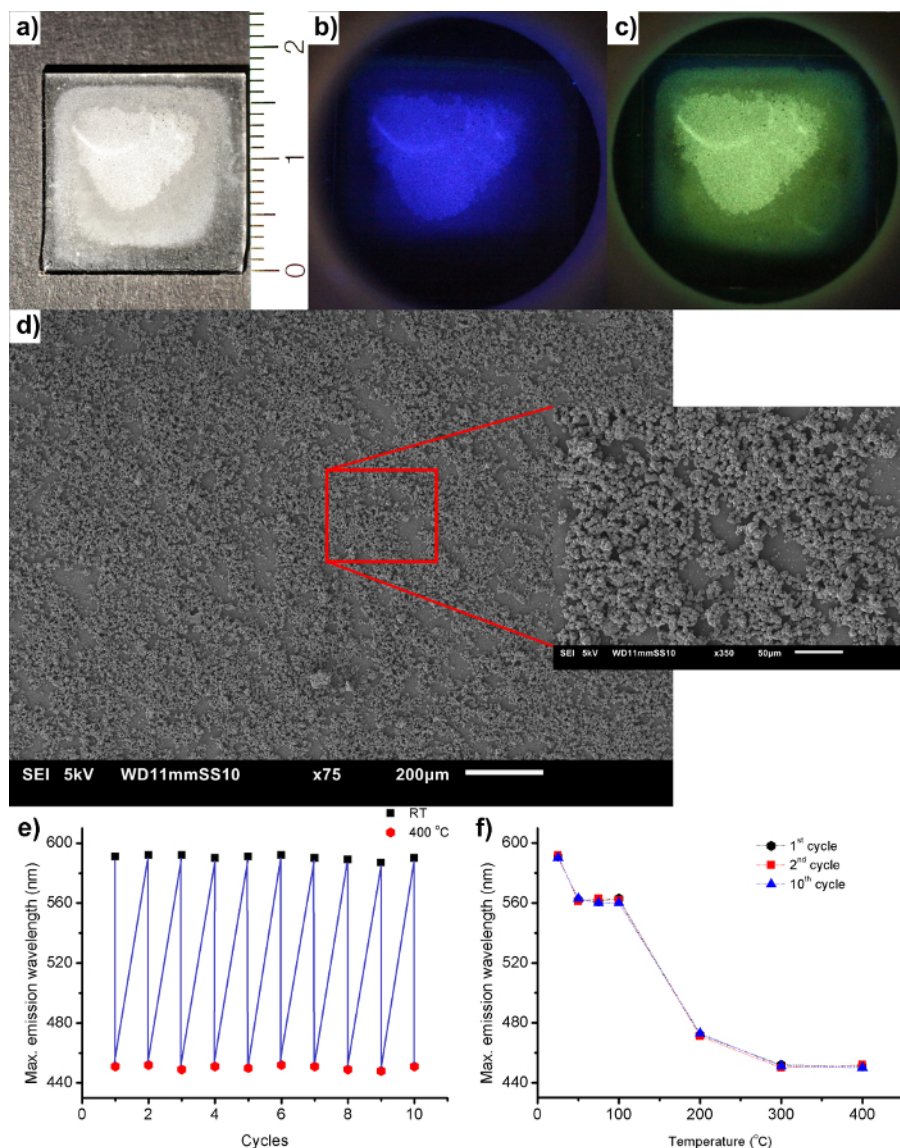 a)
b)
c)
2
1
0
d)
SEI 5kV WD11mmSS10 x350 50μm
SEI 5kV WD11mmSS10 x75 200μm
e)
RT
400 °C
600
560
520
480
440
Max. emission wavelength (nm)
0 2 4 6 8 10
Cycles
f)
1st cycle
2nd cycle
10th cycle
600
560
520
480
440
Max. emission wavelength (nm)
0 100 200 300 400
Temperature (°C)